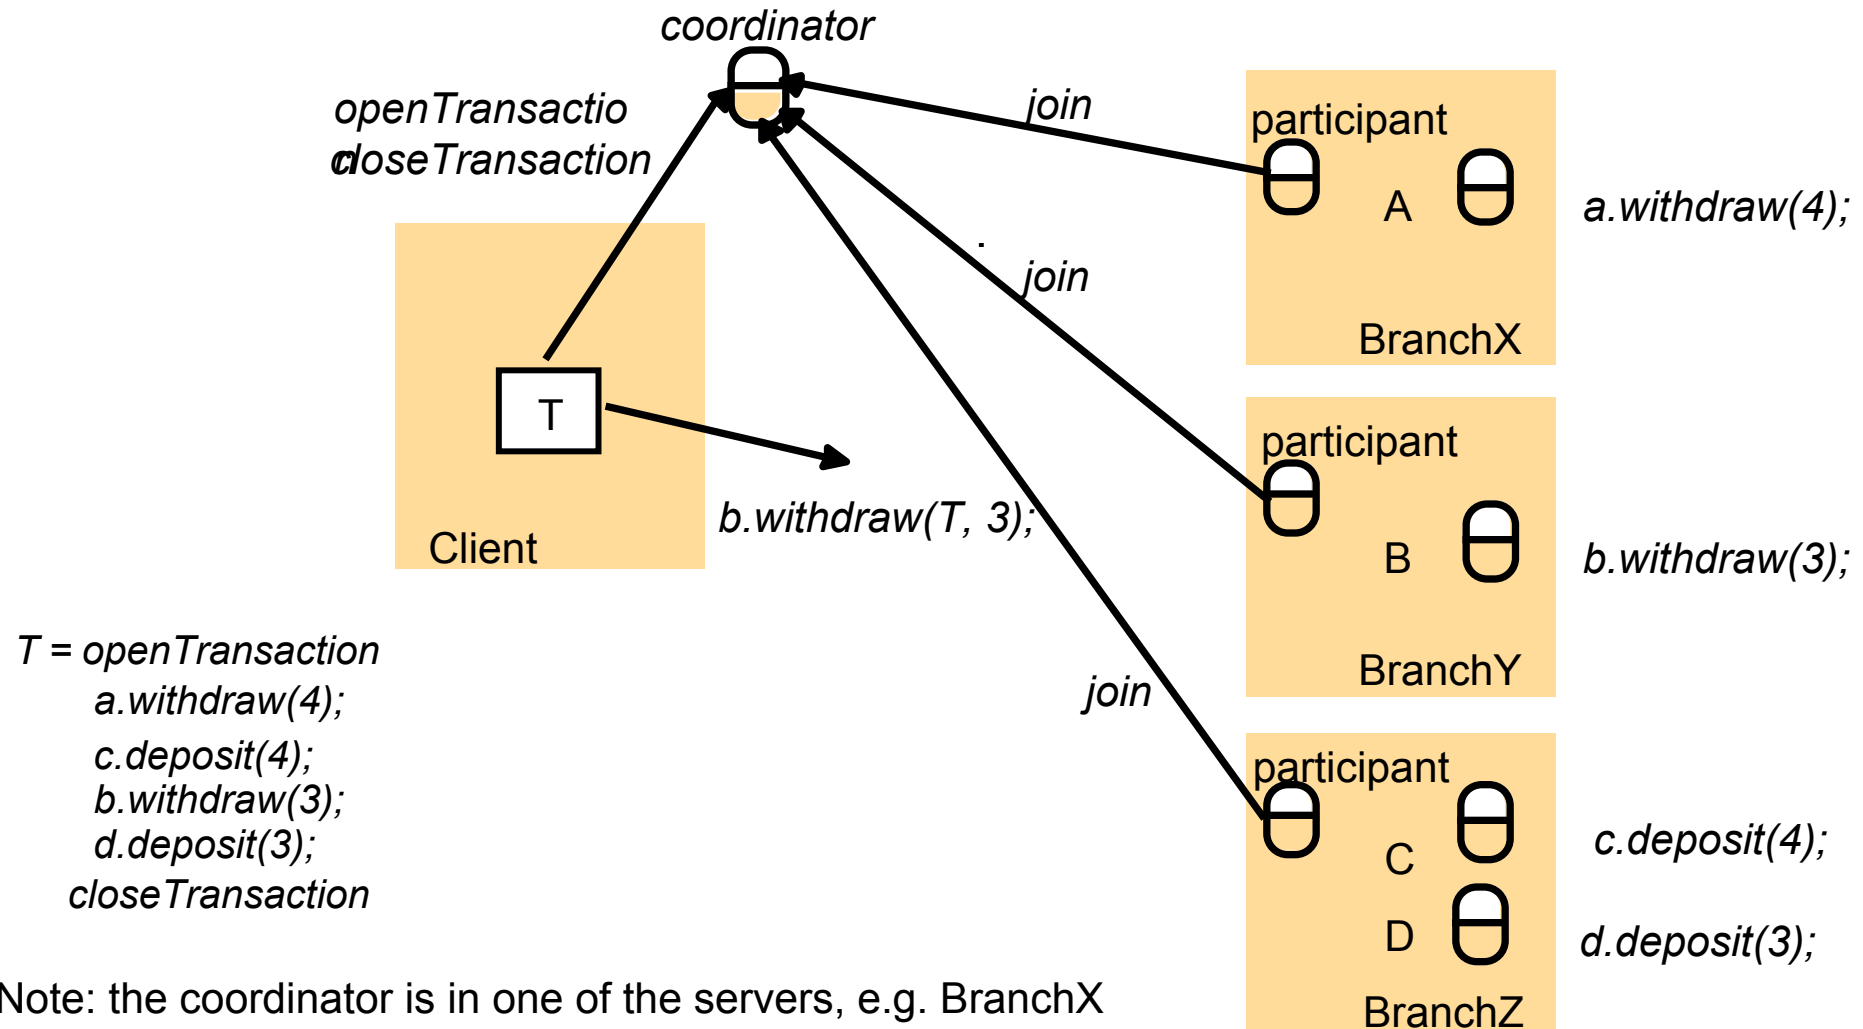 coordinator
openTransactio
n
closeTransaction
join
participant
A
a.withdraw(4);
BranchX
join
T
b.withdraw(T, 3);
Client
participant
B
b.withdraw(3);
BranchY
T = openTransaction
a.withdraw(4);
c.deposit(4);
b.withdraw(3);
d.deposit(3);
closeTransaction
join
participant
C
c.deposit(4);
D
d.deposit(3);
BranchZ
Note: the coordinator is in one of the servers, e.g. BranchX